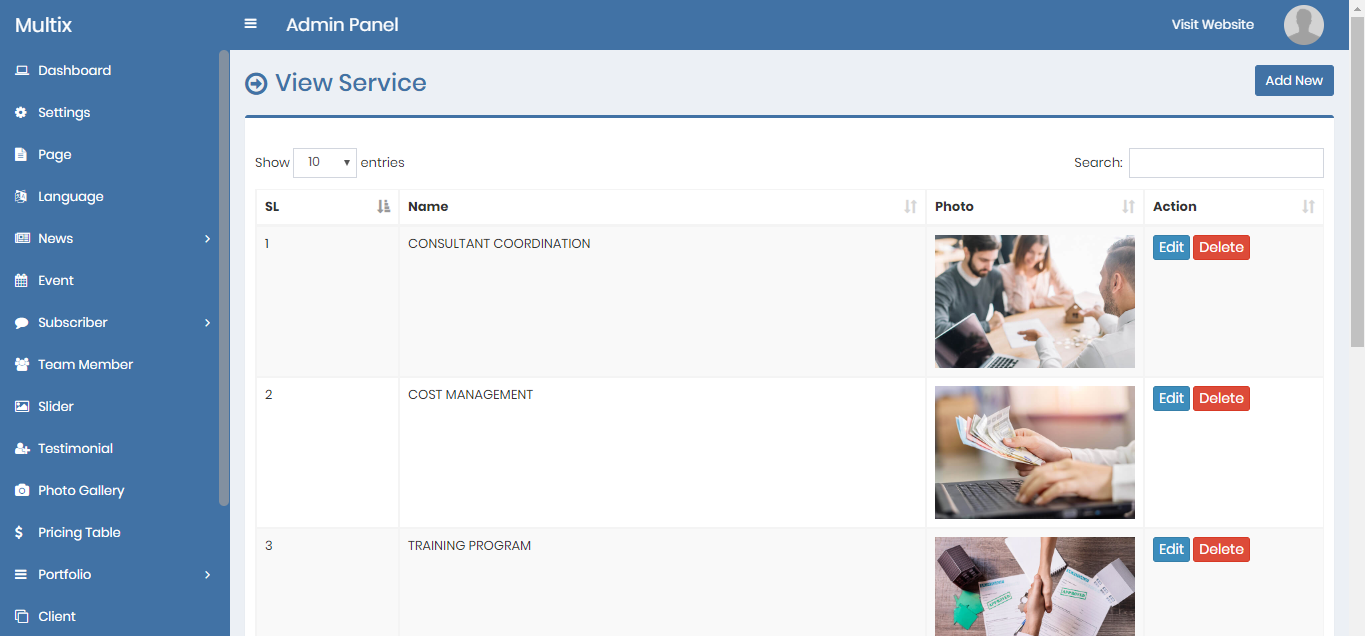 Multix
Admin Panel
Visit Website
Dashboard
Settings
Page
Language
News
Event
Subscriber
Team Member
Slider
Testimonial
Photo Gallery
Pricing Table
Portfolio
Client
View Service
Add New
Show 10 entries
Search:
SL Name Photo Action
1 CONSULTANT COORDINATION Edit Delete
2 COST MANAGEMENT Edit Delete
3 TRAINING PROGRAM Edit Delete
APPROVED
APPROVED